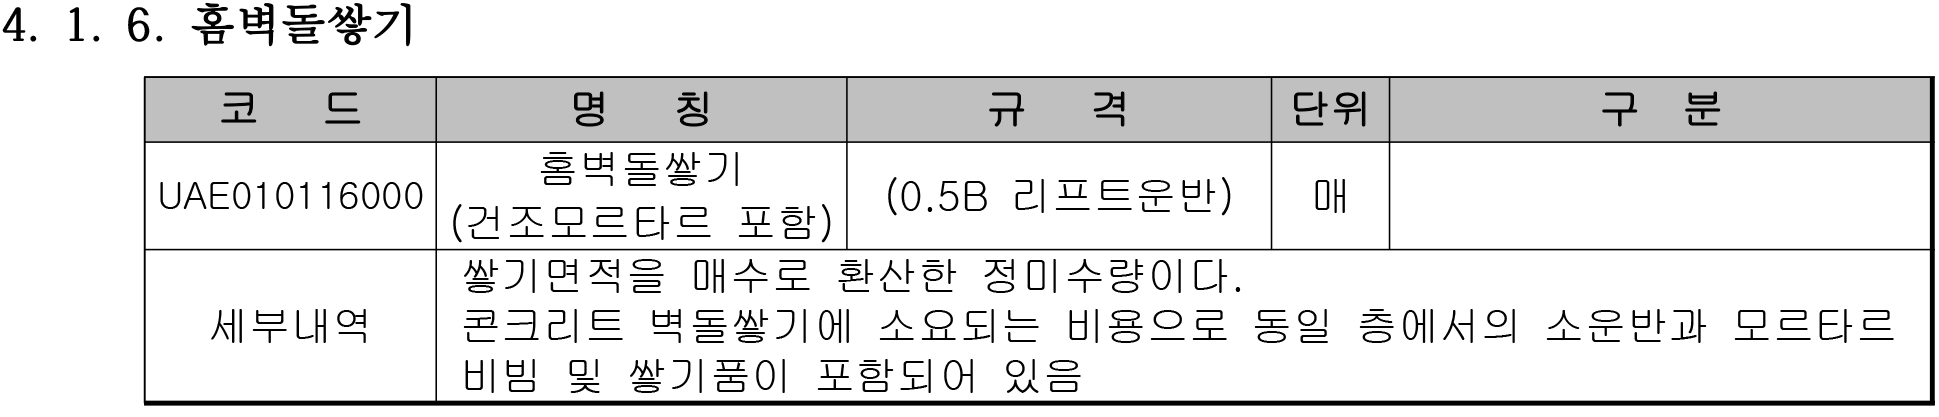 4. 1. 6. 홈벽돌쌓기
코 드 명 칭 규 격 단위 구 분
UAE010116000 홈벽돌쌓기 (건조모르타르 포함) (0.5B 리프트운반) 매
세부내역
쌓기면적을 매수로 환산한 정미수량이다.
콘크리트 벽돌쌓기에 소요되는 비용으로 동일 층에서의 소운반과 모르타르
비빔 및 쌓기품이 포함되어 있음